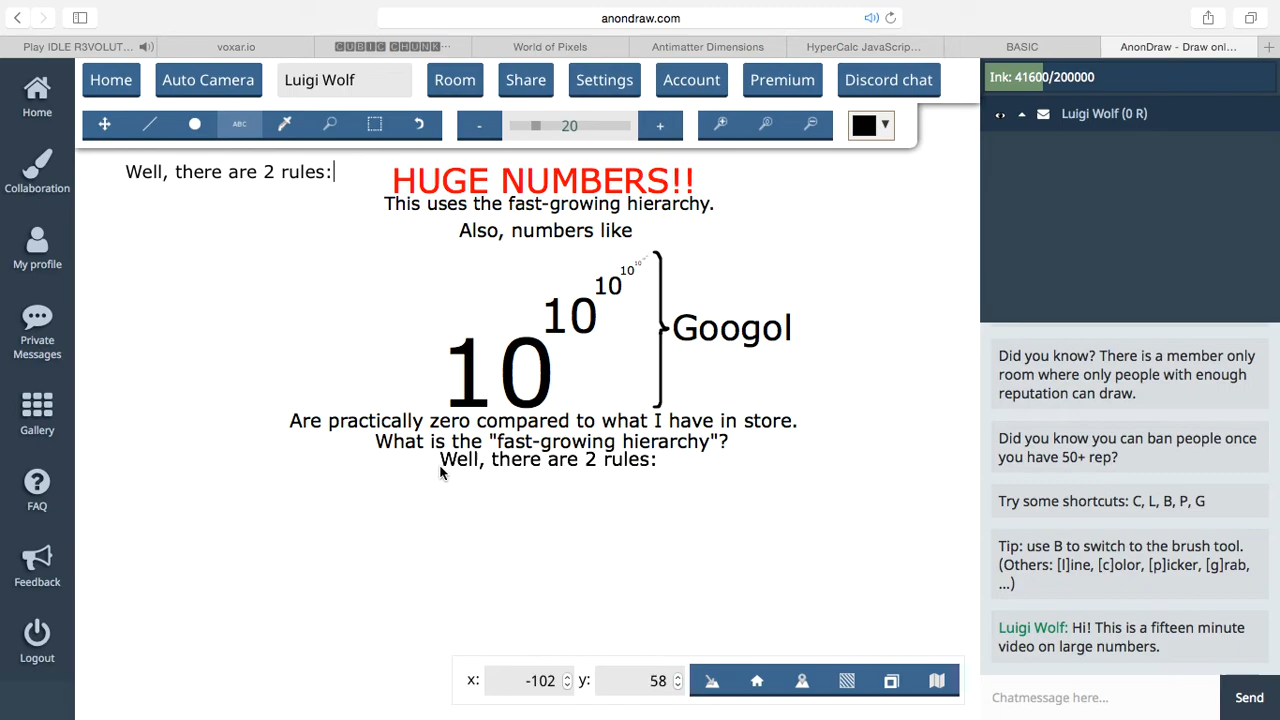 anondraw.com
Play IDLE R3VOLUT...
voxar.io
CUBIC CHUNK...
World of Pixels
Antimatter Dimensions
HyperCalc JavaScrip...
BASIC
AnonDraw - Draw onl...
Home
Auto Camera
Luigi Wolf
Room
Share
Settings
Account
Premium
Discord chat
ABC
- 20 +
Ink: 41600/200000
Luigi Wolf (0 R)
Home
Collaboration
My profile
Private
Messages
Gallery
FAQ
Feedback
Logout
Well, there are 2 rules:
HUGE NUMBERS!!
This uses the fast-growing hierarchy.
Also, numbers like
10 10 10 10 10 Googol
Are practically zero compared to what I have in store.
What is the "fast-growing hierarchy"?
Well, there are 2 rules:
x: -102 y: 58
Did you know? There is a member only
room where only people with enough
reputation can draw.
Did you know you can ban people once
you have 50+ rep?
Try some shortcuts: C, L, B, P, G
Tip: use B to switch to the brush tool.
(Others: [l]ine, [c]olor, [p]icker, [g]rab,
...)
Luigi Wolf: Hi! This is a fifteen minute
video on large numbers.
Chatmessage here...
Send